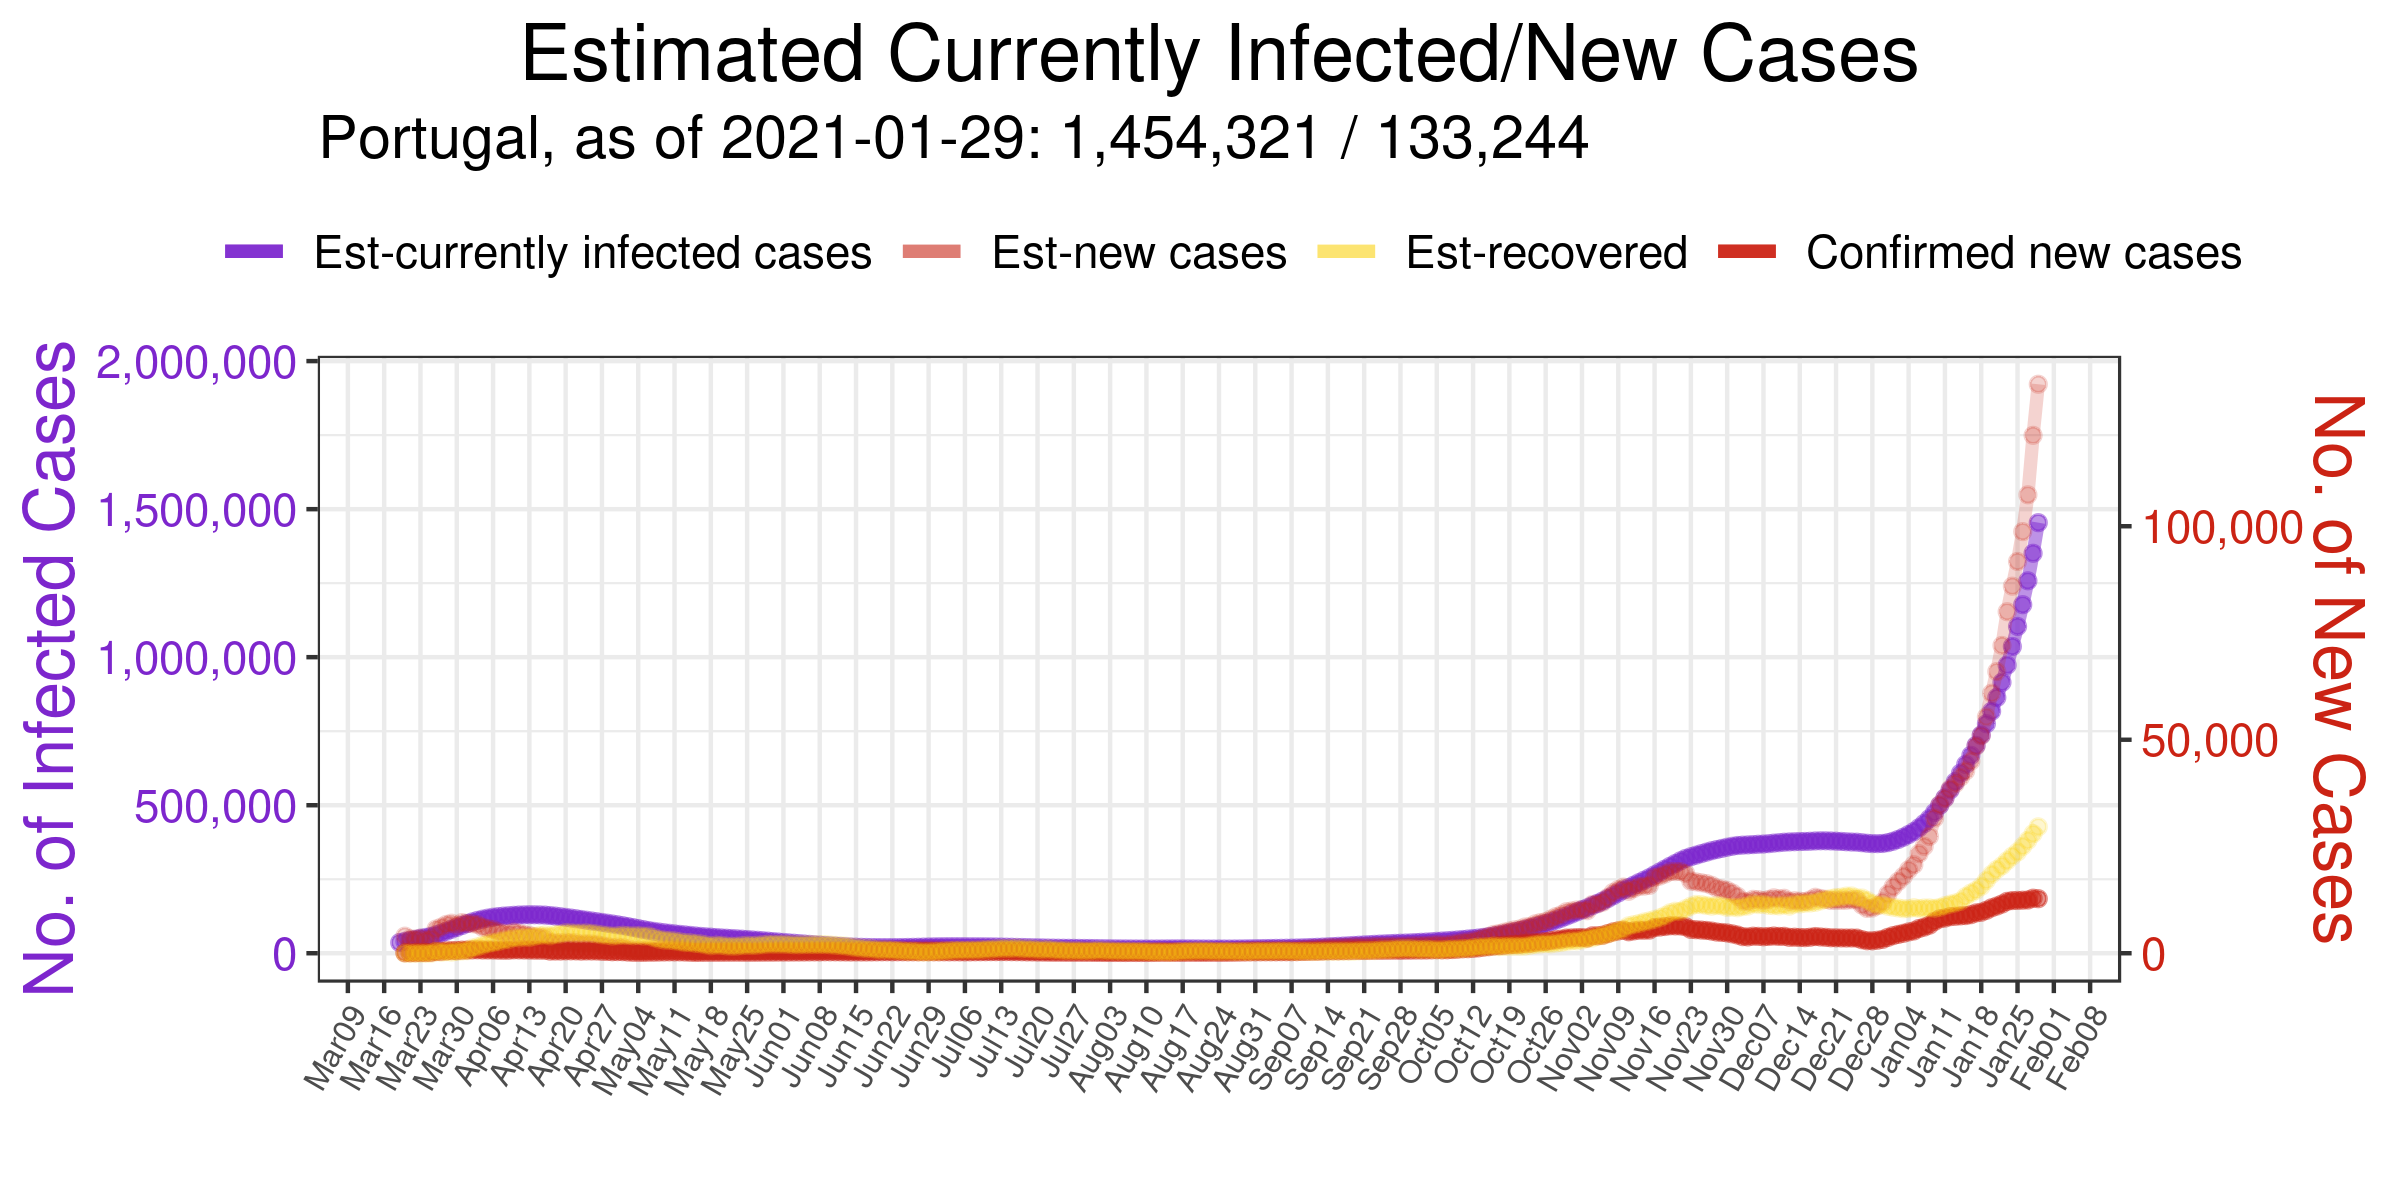 Estimated Currently Infected/New Cases
Portugal, as of 2021-01-29: 1,454,321 / 133,244
Est-currently infected cases Est-new cases Est-recovered Confirmed new cases
No. of Infected Cases
2,000,000
1,500,000
1,000,000
500,000
0
100,000
50,000
0
No. of New Cases
Mar09 Mar16 Mar23 Mar30 Apr06 Apr13 Apr20 Apr27 May04 May11 May18 May25 Jun01 Jun08 Jun15 Jun22 Jun29 Jul06 Jul13 Jul20 Jul27 Aug03 Aug10 Aug17 Aug24 Aug31 Sep07 Sep14 Sep21 Sep28 Oct05 Oct12 Oct19 Oct26 Nov02 Nov09 Nov16 Nov23 Nov30 Dec07 Dec14 Dec21 Dec28 Jan04 Jan11 Jan18 Jan25 Feb01 Feb08